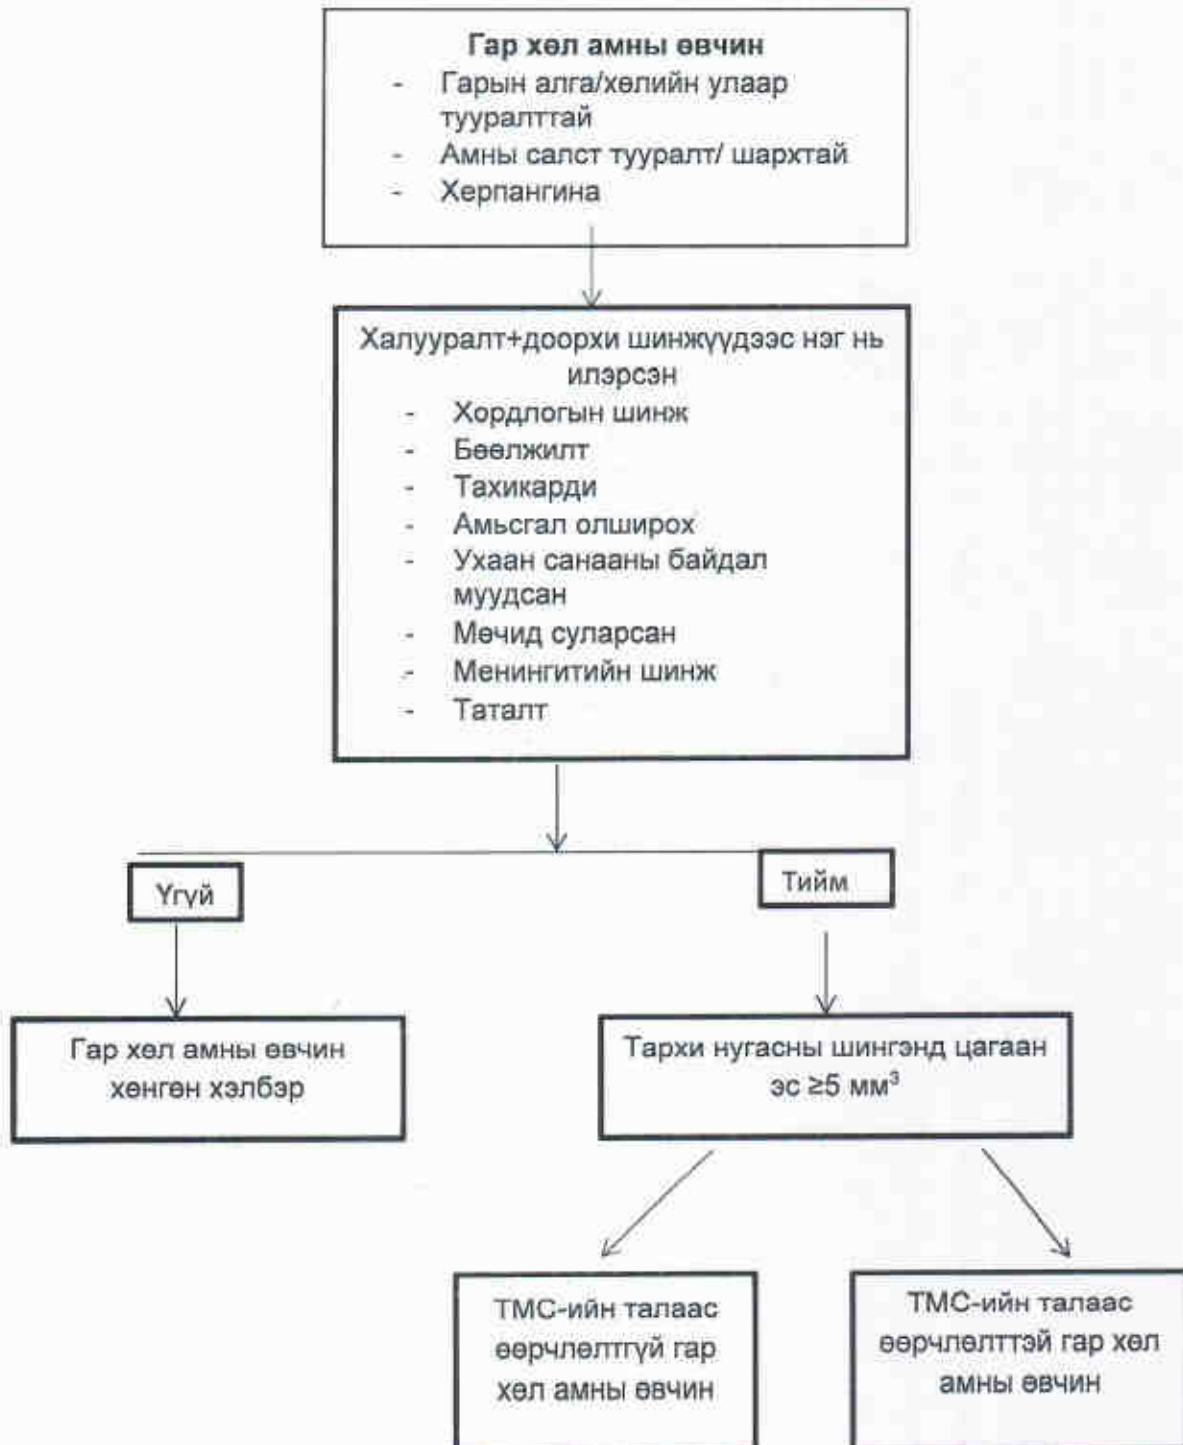 Гар хөл амны өвчин
- Гарын алга/хөлийн улаар
тууралттай
- Амны салст тууралт/ шархтай
- Херпангина
Халууралт+доорхи шинжүүдээс нэг нь
илэрсэн
- Хордлогын шинж
- Бөөлжилт
- Тахикарди
- Амьсгал олширох
- Ухаан санааны байдал
муудсан
- Мөчид суларсан
- Менингитийн шинж
- Таталт
Үгүй
Тийм
Гар хөл амны өвчин
хөнгөн хэлбэр
Тархи нугасны шингэнд цагаан
эс ≥5 мм³
ТМС-ийн талаас
өөрчлөлтгүй гар
хөл амны өвчин
ТМС-ийн талаас
өөрчлөлттэй гар хөл
амны өвчин